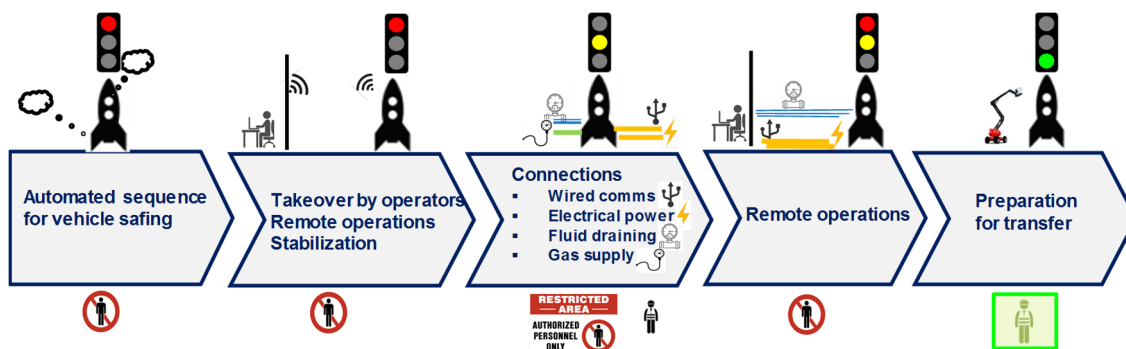 Automated sequence
for vehicle safing
Takeover by operators
Remote operations
Stabilization
Connections
▪ Wired comms
▪ Electrical power
▪ Fluid draining
▪ Gas supply
Remote operations
Preparation
for transfer
RESTRICTED
AREA
AUTHORIZED
PERSONNEL
ONLY